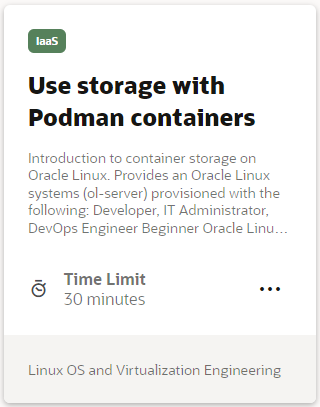 IaaS
Use storage with
Podman containers
Introduction to container storage on
Oracle Linux. Provides an Oracle Linux
systems (ol-server) provisioned with the
following: Developer, IT Administrator,
DevOps Engineer Beginner Oracle Linu...
Time Limit
30 minutes
Linux OS and Virtualization Engineering